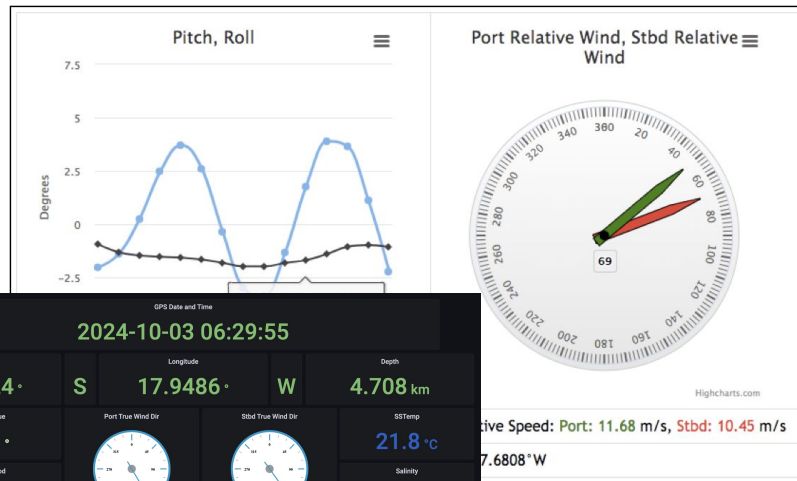 Pitch, Roll
7.5
5
2.5
0
-2.5
Degrees
Port Relative Wind, Stbd Relative
Wind
360
20
40
60
80
100
120
140
160
180
200
220
240
260
280
300
320
340
69
Highcharts.com
tive Speed: Port: 11.68 m/s, Stbd: 10.45 m/s
7.6808°W
GPS Date and Time
2024-10-03 06:29:55
Longitude
Depth
4°
S
17.9486°
W
4.708 km
Port True Wind Dir
Stbd True Wind Dir
SSTemp
21.8 °C
Salinity